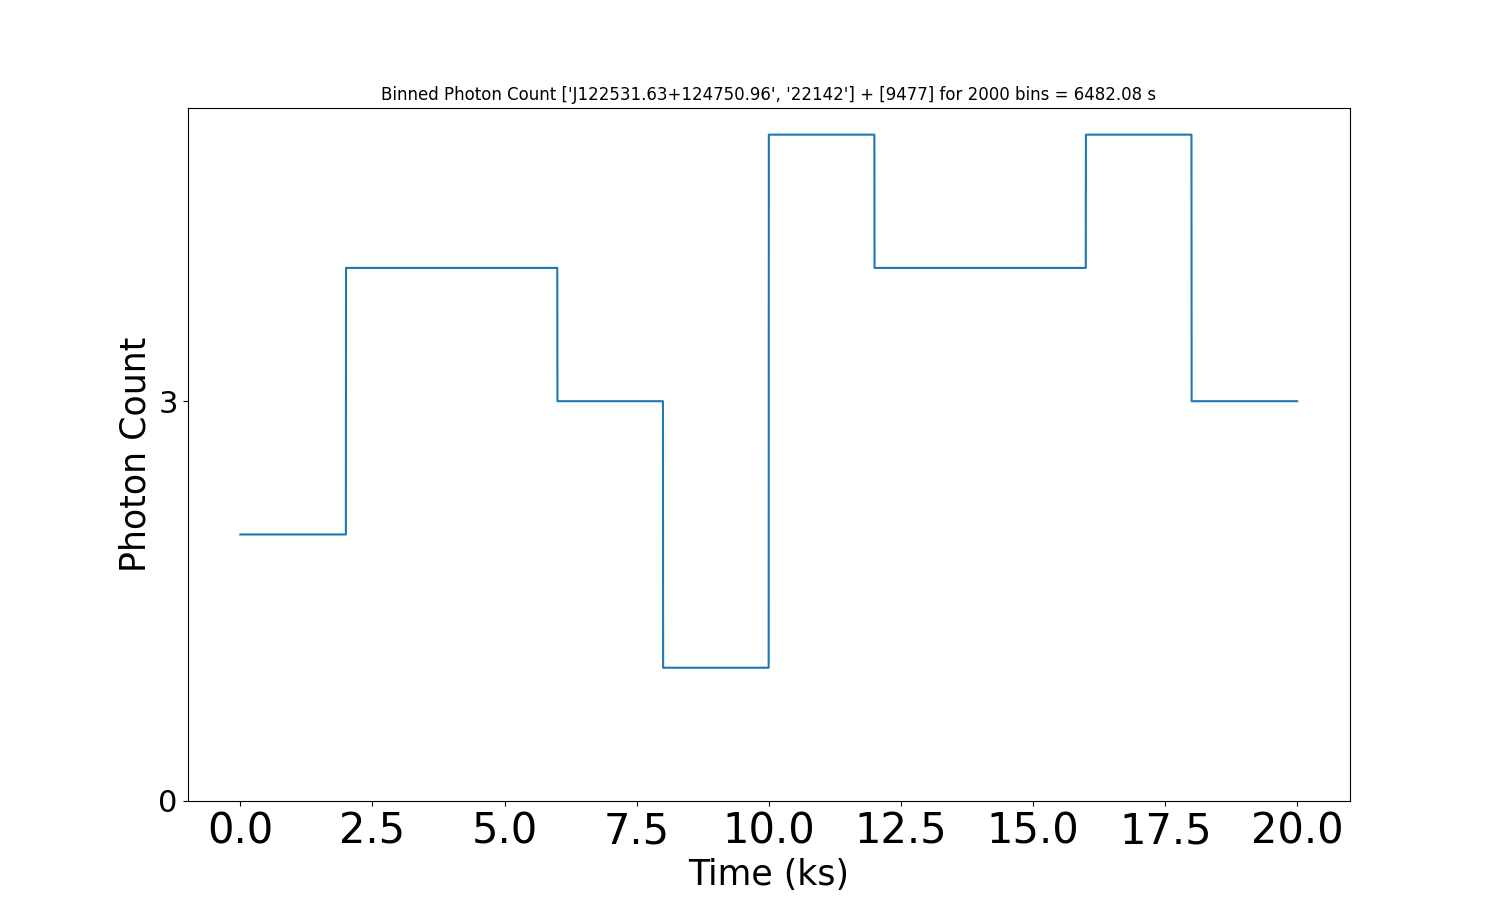 Binned Photon Count ['J122531.63+124750.96', '22142'] + [9477] for 2000 bins = 6482.08 s
Photon Count
3
0
0.0 2.5 5.0 7.5 10.0 12.5 15.0 17.5 20.0
Time (ks)